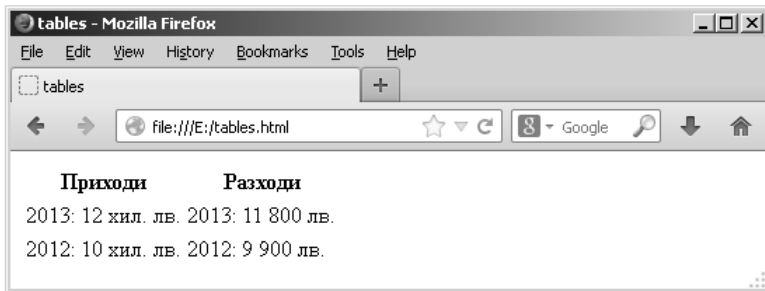 tables - Mozilla Firefox
File Edit View History Bookmarks Tools Help
tables
file:///E:/tables.html Google
Приходи Разходи
2013: 12 хил. лв. 2013: 11 800 лв.
2012: 10 хил. лв. 2012: 9 900 лв.